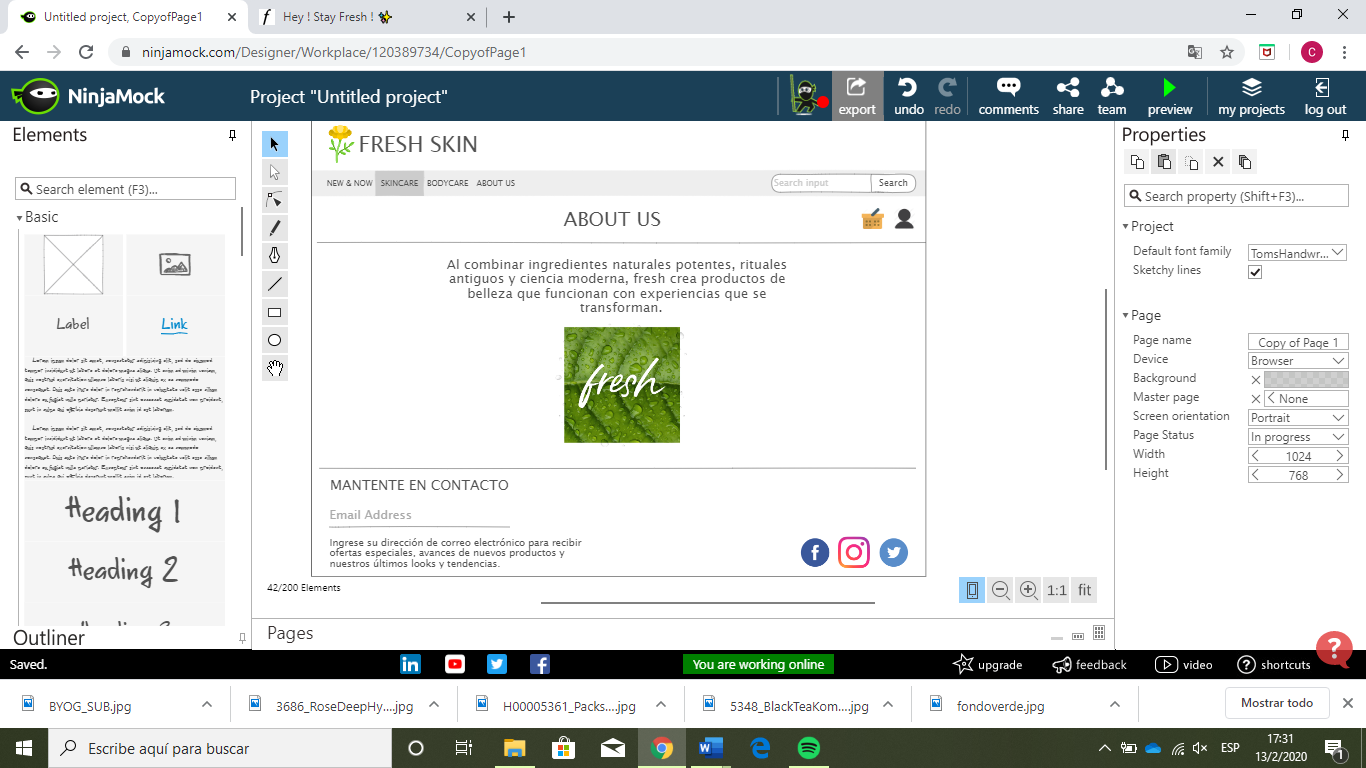 Untitled project, CopyofPage1
Hey ! Stay Fresh ! ✨
ninjamock.com/Designer/Workplace/120389734/CopyofPage1
C
NinjaMock
Project "Untitled project"
export
undo
redo
comments
share
team
preview
my projects
log out
Elements
Search element (F3)...
Basic
Label
Link
Heading 1
Heading 2
Outliner
FRESH SKIN
NEW & NOW SKINCARE BODYCARE ABOUT US
Search input
Search
ABOUT US
Al combinar ingredientes naturales potentes, rituales
antiguos y ciencia moderna, fresh crea productos de
belleza que funcionan con experiencias que se
transforman.
fresh
MANTENTE EN CONTACTO
Email Address
Ingrese su dirección de correo electrónico para recibir
ofertas especiales, avances de nuevos productos y
nuestros últimos looks y tendencias.
42/200 Elements
1:1
fit
Pages
Properties
Search property (Shift+F3)...
Project
Default font family TomsHandwr...
Sketchy lines
Page
Page name Copy of Page 1
Device Browser
Background
Master page None
Screen orientation Portrait
Page Status In progress
Width 1024
Height 768
Saved.
You are working online
upgrade
feedback
video
shortcuts
BYOG_SUB.jpg
3686_RoseDeepHy....jpg
H00005361_Packs....jpg
5348_BlackTeaKom....jpg
fondoverde.jpg
Mostrar todo
Escribe aquí para buscar
ESP
17:31
13/2/2020
1